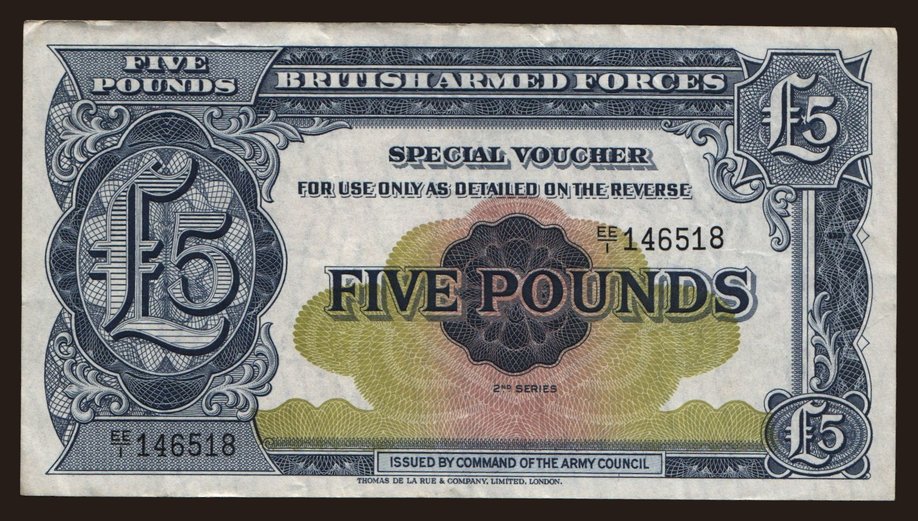 FIVE
POUNDS
BRITISH ARMED FORCES
£5
SPECIAL VOUCHER
FOR USE ONLY AS DETAILED ON THE REVERSE
EE/1 146518
£5
FIVE POUNDS
2ND SERIES
EE/1 146518
£5
ISSUED BY COMMAND OF THE ARMY COUNCIL
THOMAS DE LA RUE & COMPANY, LIMITED, LONDON.